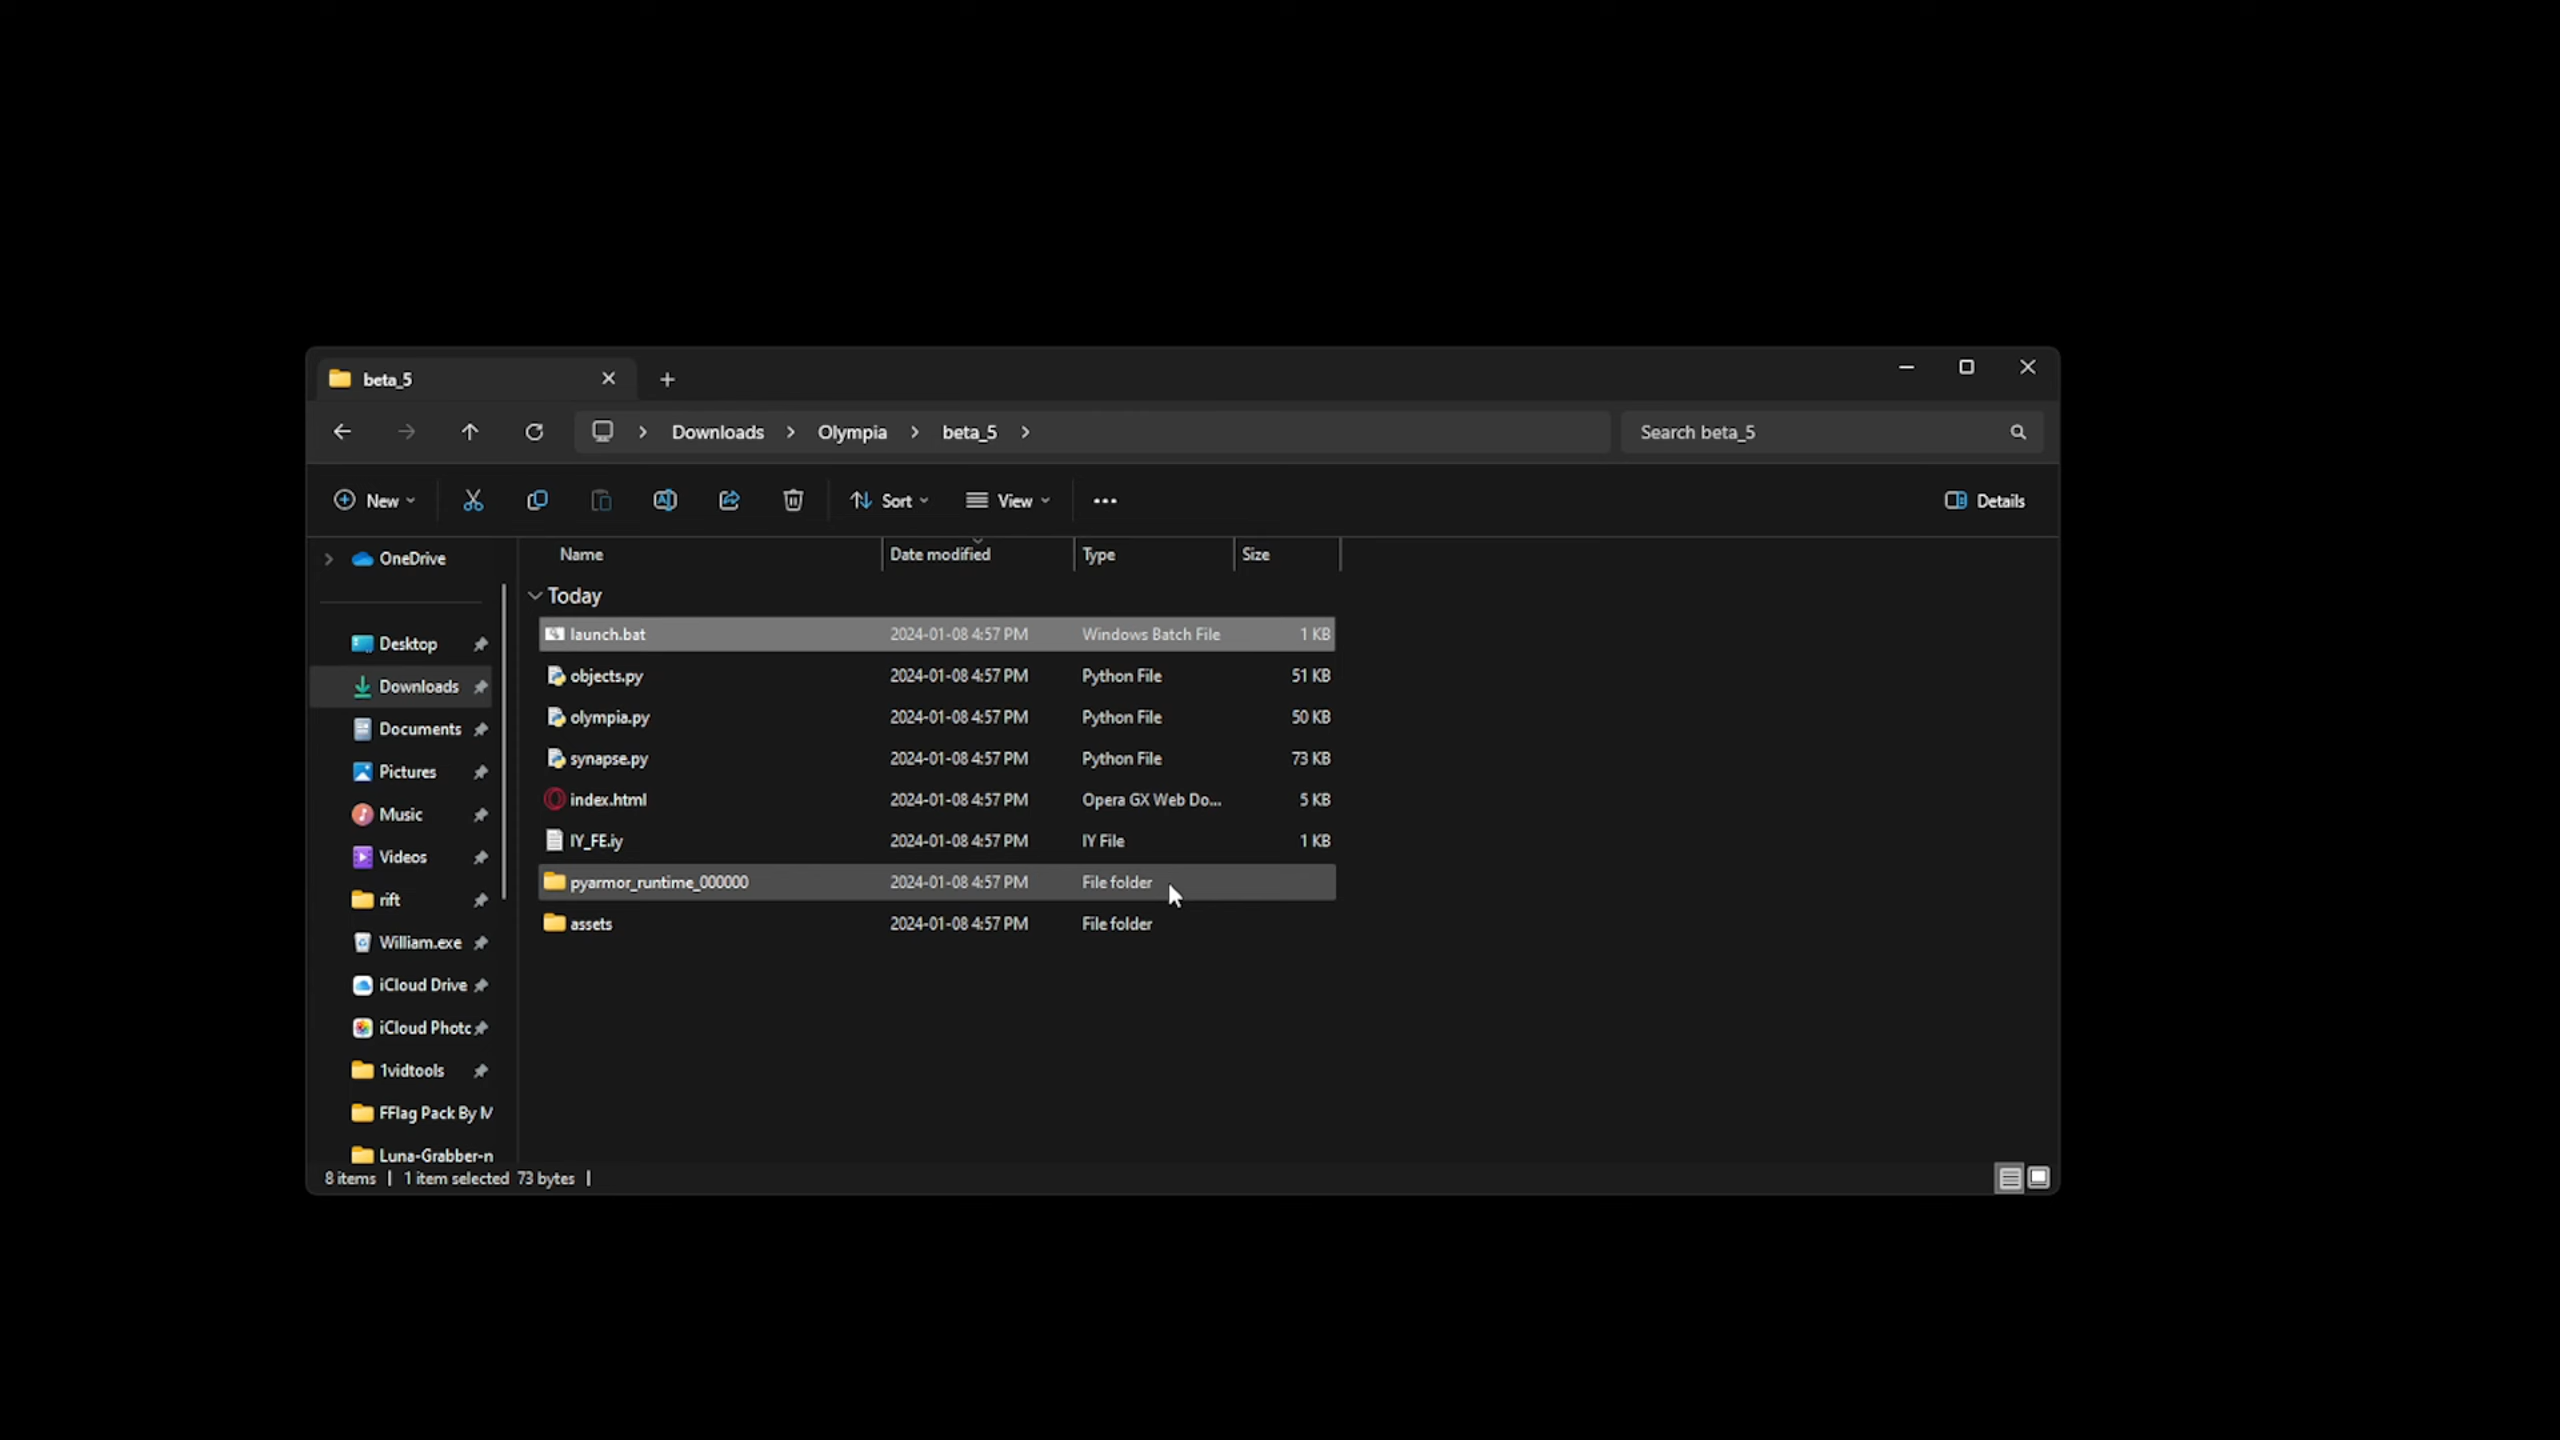 beta_5
Downloads > Olympia > beta_5 >
Search beta_5
New
Sort
View
Details
Name Date modified Type Size
Today
launch.bat 2024-01-08 4:57 PM Windows Batch File 1 KB
objects.py 2024-01-08 4:57 PM Python File 51 KB
olympia.py 2024-01-08 4:57 PM Python File 50 KB
synapse.py 2024-01-08 4:57 PM Python File 73 KB
index.html 2024-01-08 4:57 PM Opera GX Web Do... 5 KB
IY_FE.iy 2024-01-08 4:57 PM IY File 1 KB
pyarmor_runtime_000000 2024-01-08 4:57 PM File folder
assets 2024-01-08 4:57 PM File folder
OneDrive
Desktop
Downloads
Documents
Pictures
Music
Videos
rift
William.exe
iCloud Drive
iCloud Photc
1vidtools
FFlag Pack By M
Luna-Grabber-n
8 items | 1 item selected 73 bytes |